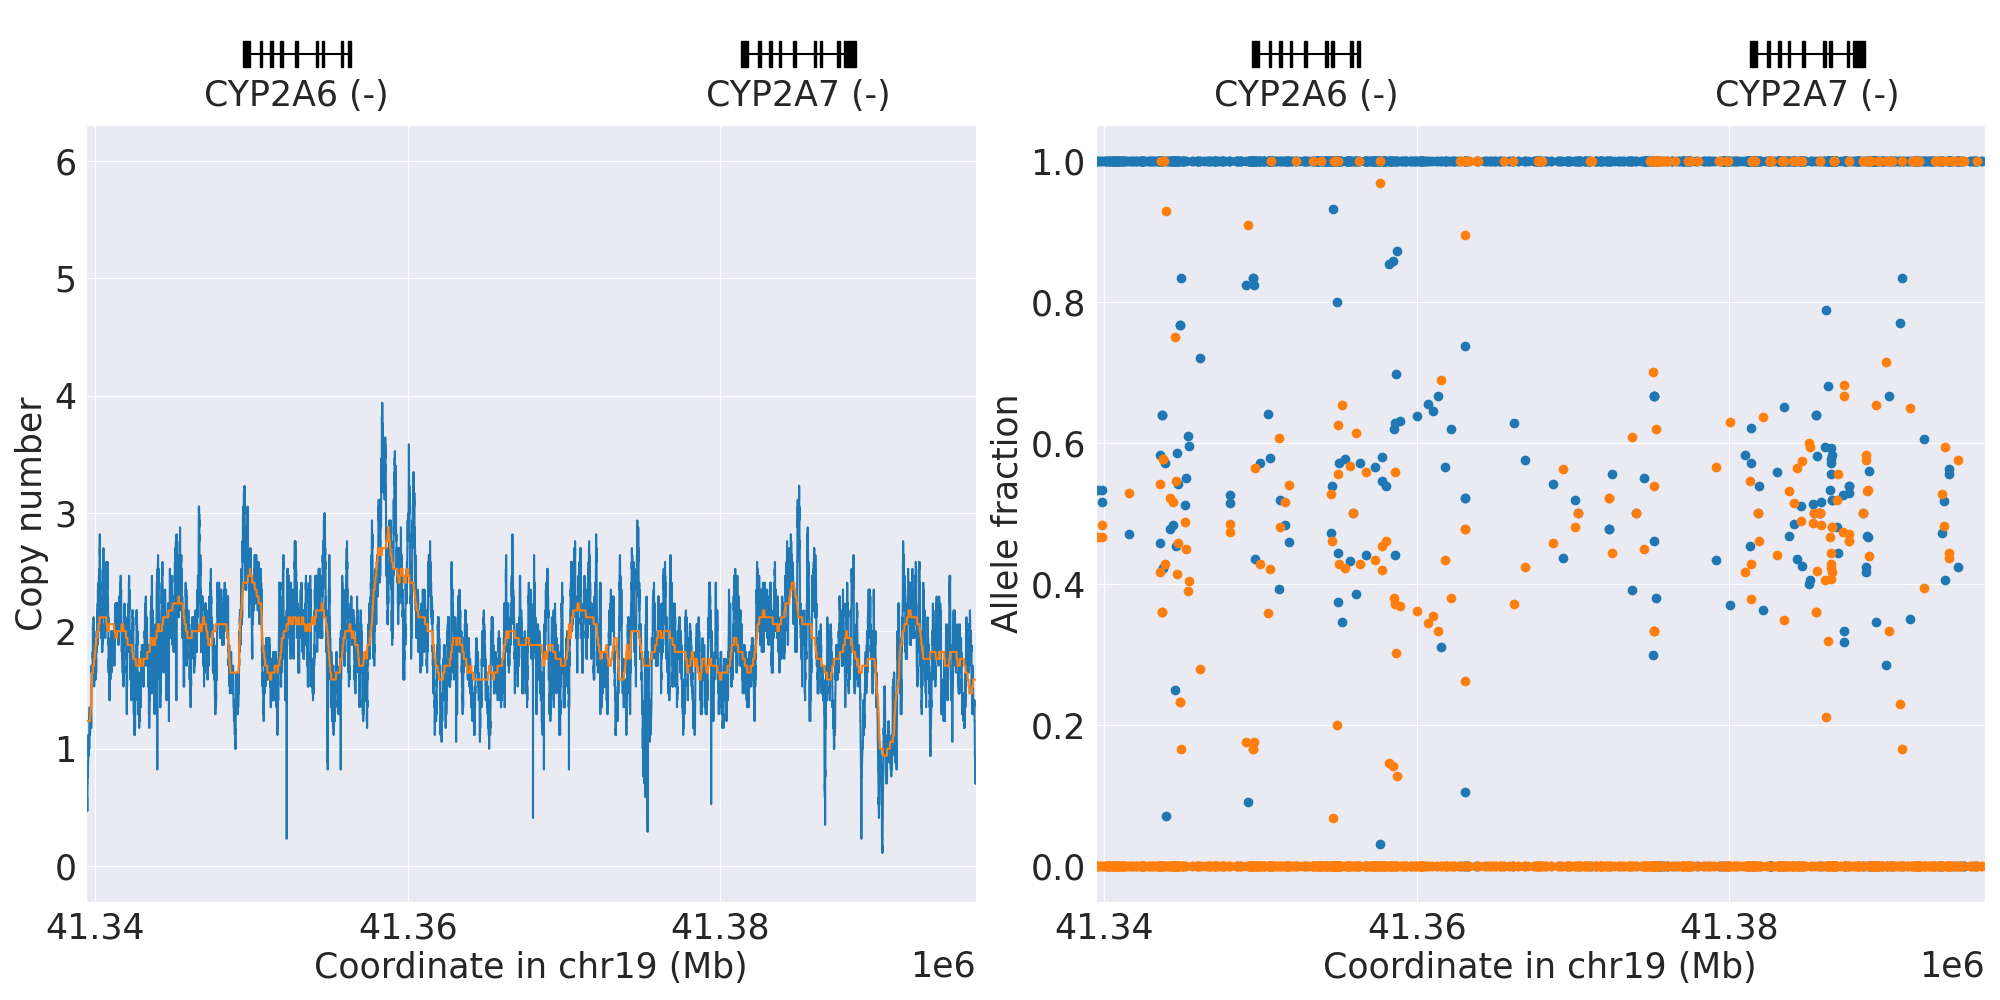 CYP2A6 (-)
CYP2A7 (-)
CYP2A6 (-)
CYP2A7 (-)
Copy number
6
5
4
3
2
1
0
41.34
41.36
41.38
Coordinate in chr19 (Mb)
1e6
Allele fraction
1.0
0.8
0.6
0.4
0.2
0.0
41.34
41.36
41.38
Coordinate in chr19 (Mb)
1e6